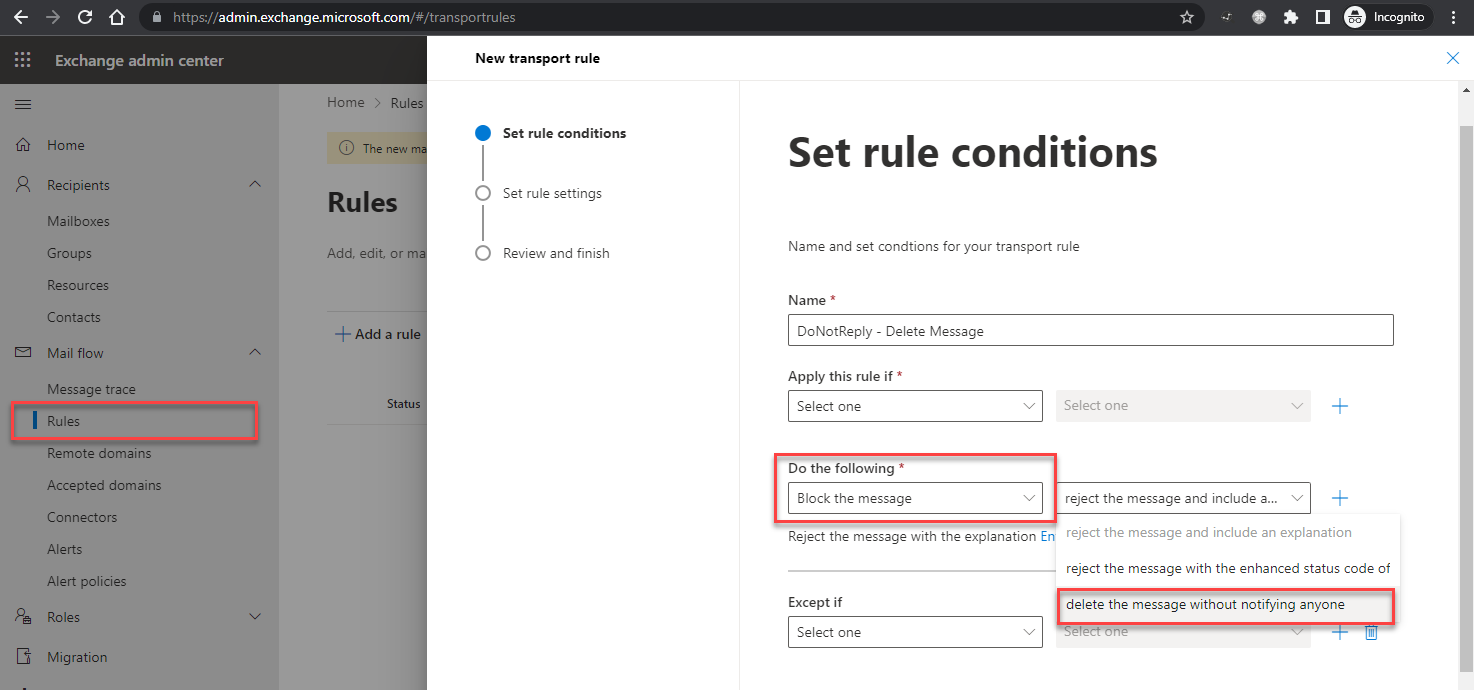 https://admin.exchange.microsoft.com/#/transportrules
Incognito
Exchange admin center
New transport rule
Home
Recipients
Mailboxes
Groups
Resources
Contacts
Mail flow
Message trace
Rules
Remote domains
Accepted domains
Connectors
Alerts
Alert policies
Roles
Migration
Home > Rules
The new ma
Rules
Add, edit, or ma
Add a rule
Status
Set rule conditions
Set rule settings
Review and finish
Set rule conditions
Name and set condtions for your transport rule
Name *
DoNotReply - Delete Message
Apply this rule if *
Select one Select one
Do the following *
Block the message reject the message and include a...
Reject the message with the explanation En
reject the message and include an explanation
reject the message with the enhanced status code of
delete the message without notifying anyone
Except if
Select one Select one